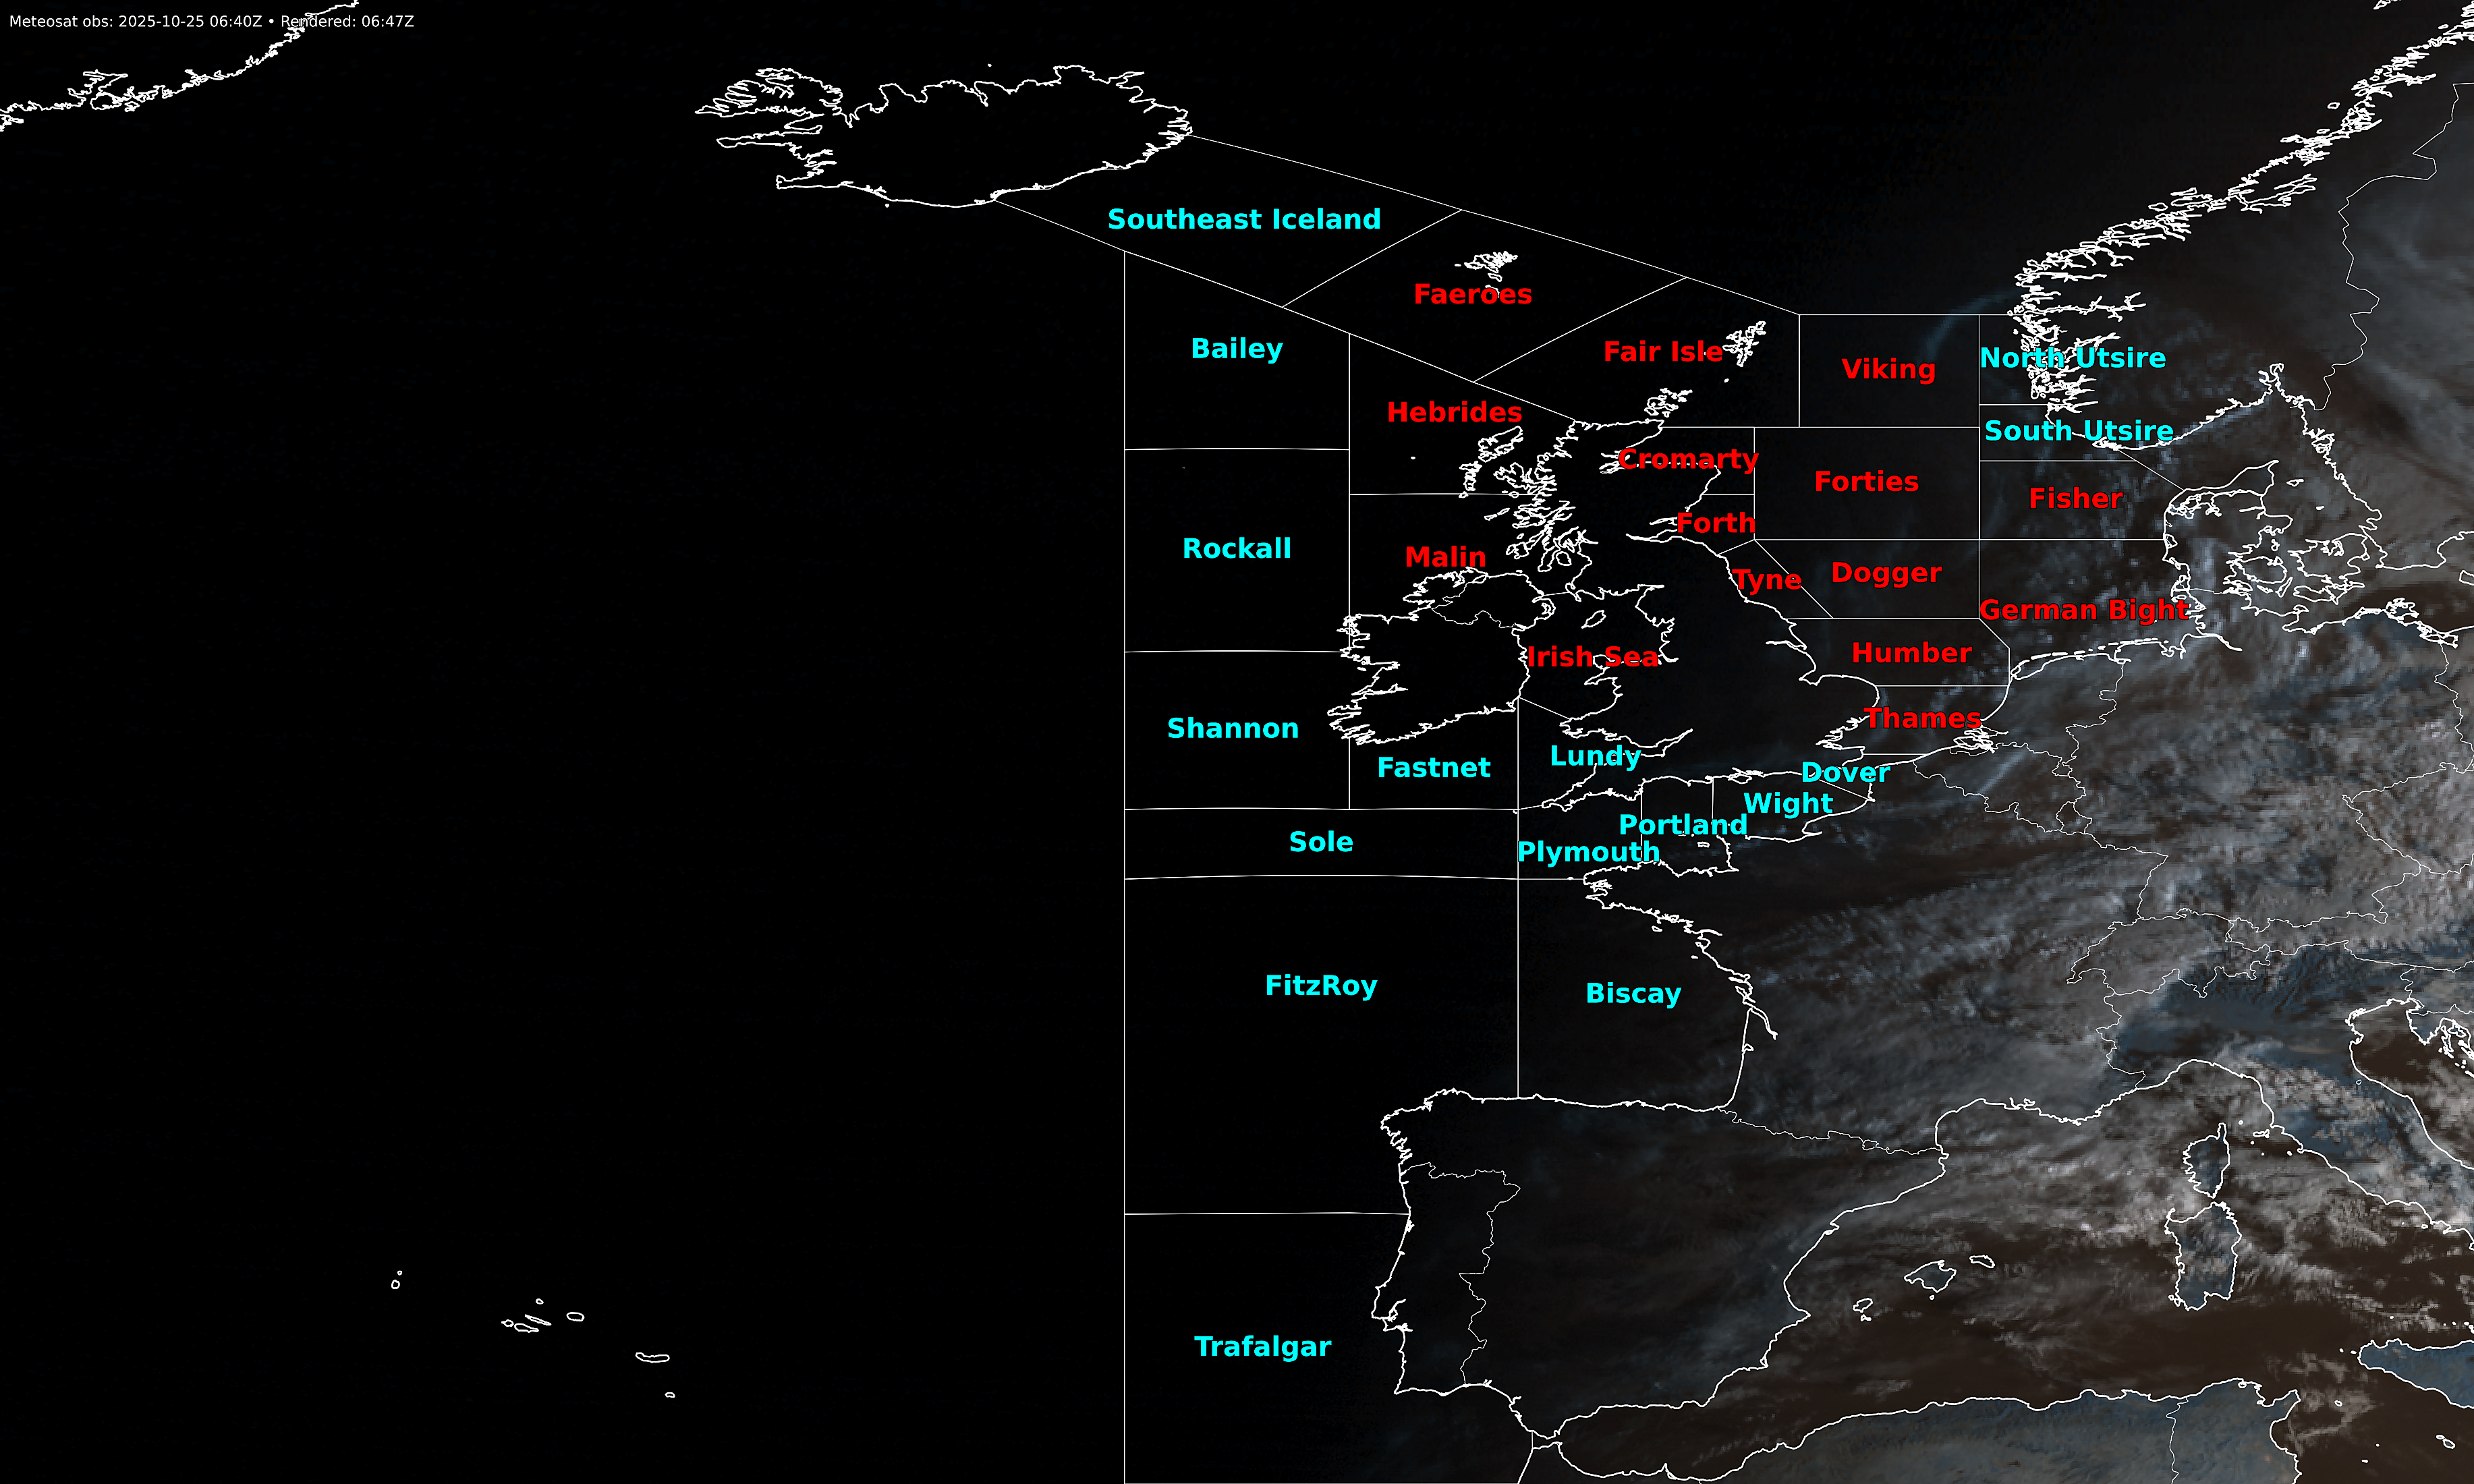 Meteosat obs: 2025-10-25 06:40Z • Rendered: 06:47Z
Southeast Iceland
Faeroes
Bailey
Fair Isle
Viking
North Utsire
Hebrides
South Utsire
Cromarty
Forties
Fisher
Forth
Rockall
Malin
Tyne
Dogger
German Bight
Irish Sea
Humber
Shannon
Thames
Fastnet
Lundy
Dover
Wight
Portland
Sole
Plymouth
FitzRoy
Biscay
Trafalgar